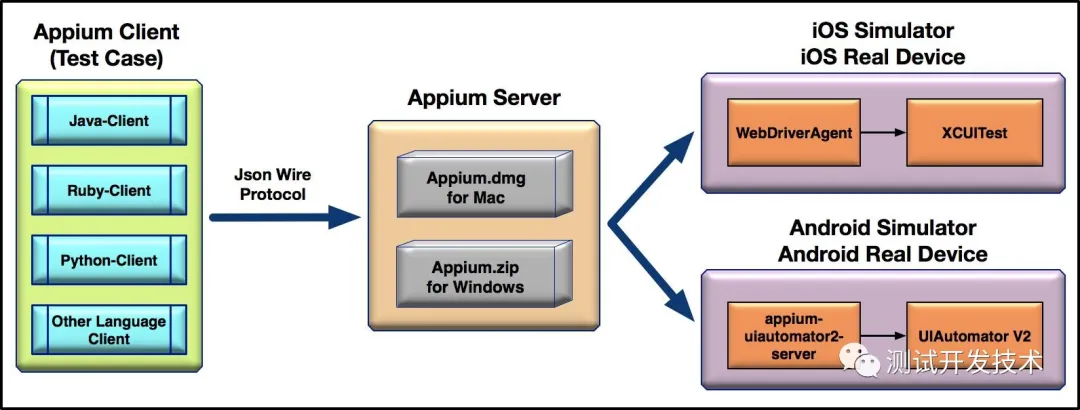 Appium Client
(Test Case)
Java-Client
Ruby-Client
Python-Client
Other Language
Client
Json Wire
Protocol
Appium Server
Appium.dmg
for Mac
Appium.zip
for Windows
iOS Simulator
iOS Real Device
WebDriverAgent
XCUITest
Android Simulator
Android Real Device
appium-
uiautomator2-
server
UIAutomator V2
测试开发技术